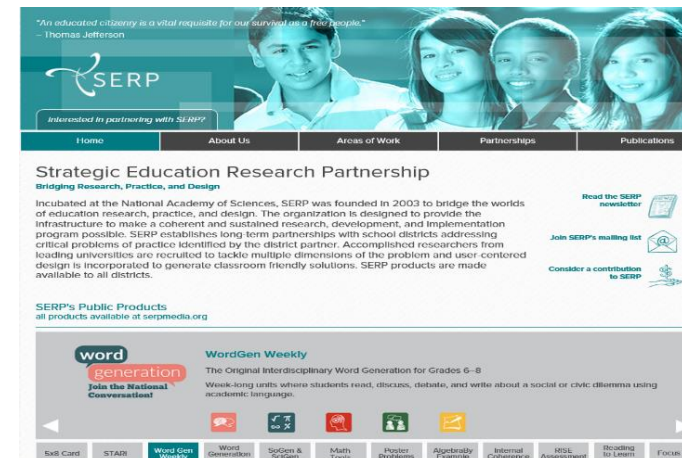 "An educated citizenry is a vital requisite for our survival as a free people."
– Thomas Jefferson
SERP
Interested in partnering with SERP?
Home About Us Areas of Work Partnerships Publications
Strategic Education Research Partnership
Bridging Research, Practice, and Design
Incubated at the National Academy of Sciences, SERP was founded in 2003 to bridge the worlds
of education research, practice, and design. The organization is designed to provide the
infrastructure to make a coherent and sustained research, development, and implementation
program possible. SERP establishes long-term partnerships with school districts addressing
critical problems of practice identified by the district partner. Accomplished researchers from
leading universities are recruited to tackle multiple dimensions of the problem and user-centered
design is incorporated to generate classroom friendly solutions. SERP products are made
available to all districts.
Read the SERP
newsletter
Join SERP's mailing list
@
Consider a contribution
to SERP
SERP's Public Products
all products available at serpmedia.org
word
generation
Join the National
Conversation!
WordGen Weekly
The Original Interdisciplinary Word Generation for Grades 6–8
Week-long units where students read, discuss, debate, and write about a social or civic dilemma using
academic language.
5x8 Card
STARI
Word Gen
Weekly
Word
Generation
SoGen &
SciGen
Math
Tools
Poster
Problems
AlgebraBy
Example
Internal
Coherence
RISE
Assessment
Reading
to Learn
Focus